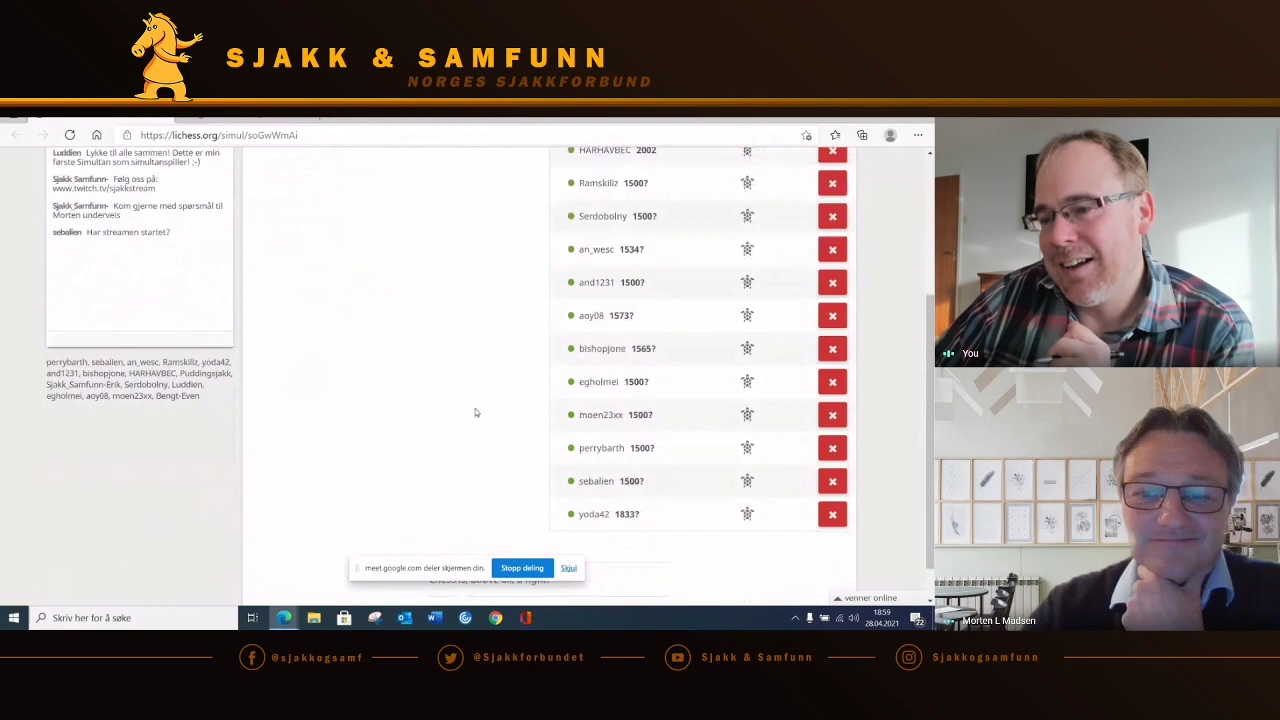 SJAKK & SAMFUNN
NORGES SJAKKFORBUND
https://lichess.org/simul/soGwWmAi
Luddien Lykke til alle sammen! Dette er min
første Simultan som simultanspiller! ;-)
Sjakk_Samfunn- Følg oss på:
www.twitch.tv/sjakkstream
Sjakk_Samfunn- Kom gjerne med spørsmål til
Morten underveis
sebalien Har streamen startet?
perrybarth, sebalien, an_wesc, Ramskillz, yoda42,
and1231, bishopjone, HARHAVBEC, Puddingsjakk,
Sjakk_Samfunn-Erik, Serdobolny, Luddien,
egholmei, aoy08, moen23xx, Bengt-Even
HARHAVBEC 2002
Ramskillz 1500?
Serdobolny 1500?
an_wesc 1534?
and1231 1500?
aoy08 1573?
bishopjone 1565?
egholmei 1500?
moen23xx 1500?
perrybarth 1500?
sebalien 1500?
yoda42 1833?
meet.google.com deler skjermen din.
Stopp deling
Skjul
venner online
Skriv her for å søke
18:59
28.04.2021
22
You
Morten L Madsen
@sjakkogsamf
@Sjakkforbundet
Sjakk & Samfunn
Sjakkogsamfunn